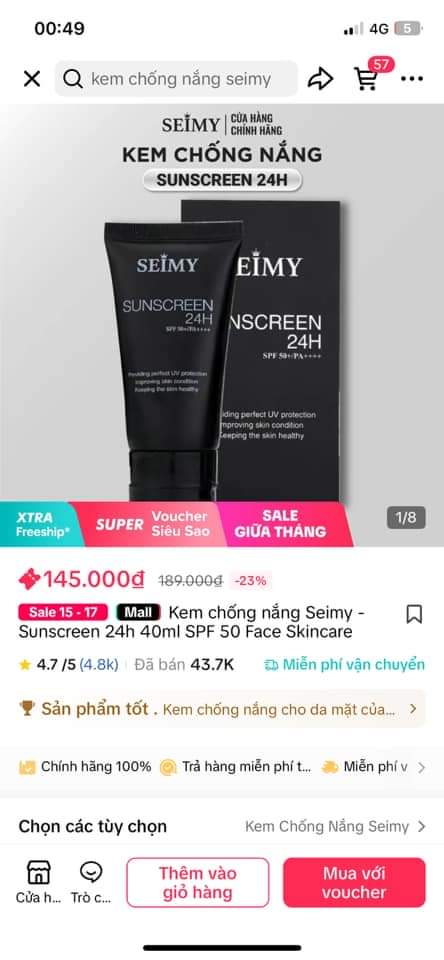 00:49
4G 5
kem chống nắng seimy
57
SEIMY CỬA HÀNG CHÍNH HÃNG
KEM CHỐNG NẮNG
SUNSCREEN 24H
SEIMY
SUNSCREEN
24H
SPF 50+/PA++++
Providing perfect UV protection
Improving skin condition
Keeping the skin healthy
EIMY
NSCREEN
24H
SPF 50+/PA++++
iding perfect UV protection
mproving skin condition
Keeping the skin healthy
XTRA
Freeship*
SUPER Voucher Siêu Sao
SALE
GIỮA THÁNG
1/8
145.000₫ 189.000₫ -23%
Sale 15 - 17 Mall Kem chống nắng Seimy -
Sunscreen 24h 40ml SPF 50 Face Skincare
4.7 /5 (4.8k) Đã bán 43.7K Miễn phí vận chuyển
Sản phẩm tốt . Kem chống nắng cho da mặt của...
Chính hãng 100% Trả hàng miễn phí t... Miễn phí v
Chọn các tùy chọn Kem Chống Nắng Seimy
Cửa h... Trò c...
Thêm vào
giỏ hàng
Mua với
voucher